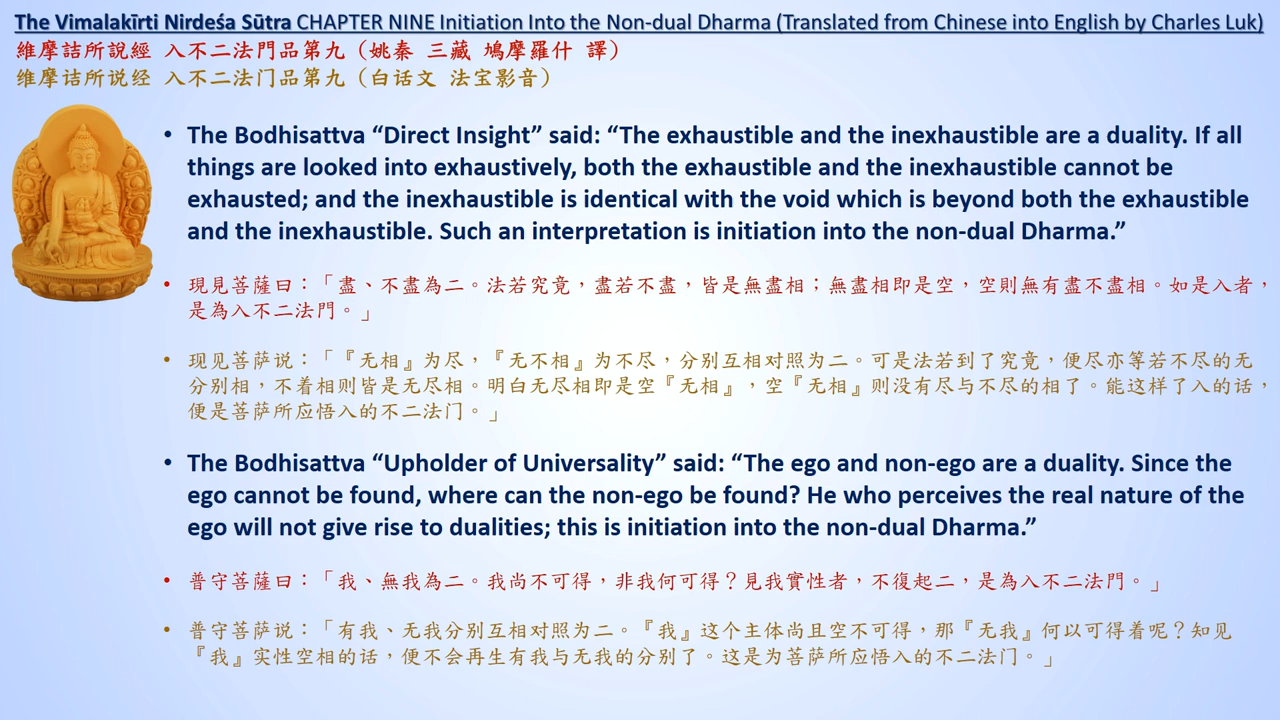 The Vimalakīrti Nirdeśa Sūtra CHAPTER NINE Initiation Into the Non-dual Dharma (Translated from Chinese into English by Charles Luk)
維摩詰所說經 入不二法門品第九（姚秦 三藏 鳩摩羅什 譯）
维摩诘所说经 入不二法门品第九（白话文 法宝影音）
• The Bodhisattva “Direct Insight” said: “The exhaustible and the inexhaustible are a duality. If all
things are looked into exhaustively, both the exhaustible and the inexhaustible cannot be
exhausted; and the inexhaustible is identical with the void which is beyond both the exhaustible
and the inexhaustible. Such an interpretation is initiation into the non-dual Dharma.”
• 現見菩薩曰：「盡、不盡為二。法若究竟，盡若不盡，皆是無盡相；無盡相即是空，空則無有盡不盡相。如是入者，
是為入不二法門。」
• 现见菩萨说：「『无相』为尽，『无不相』为不尽，分别互相对照为二。可是法若到了究竟，便尽亦等若不尽的无
分别相，不着相则皆是无尽相。明白无尽相即是空『无相』，空『无相』则没有尽与不尽的相了。能这样了入的话，
便是菩萨所应悟入的不二法门。」
• The Bodhisattva “Upholder of Universality” said: “The ego and non-ego are a duality. Since the
ego cannot be found, where can the non-ego be found? He who perceives the real nature of the
ego will not give rise to dualities; this is initiation into the non-dual Dharma.”
• 普守菩薩曰：「我、無我為二。我尚不可得，非我何可得？見我實性者，不復起二，是為入不二法門。」
• 普守菩萨说：「有我、无我分别互相对照为二。『我』这个主体尚且空不可得，那『无我』何以可得着呢？知见
『我』实性空相的话，便不会再生有我与无我的分别了。这是为菩萨所应悟入的不二法门。」